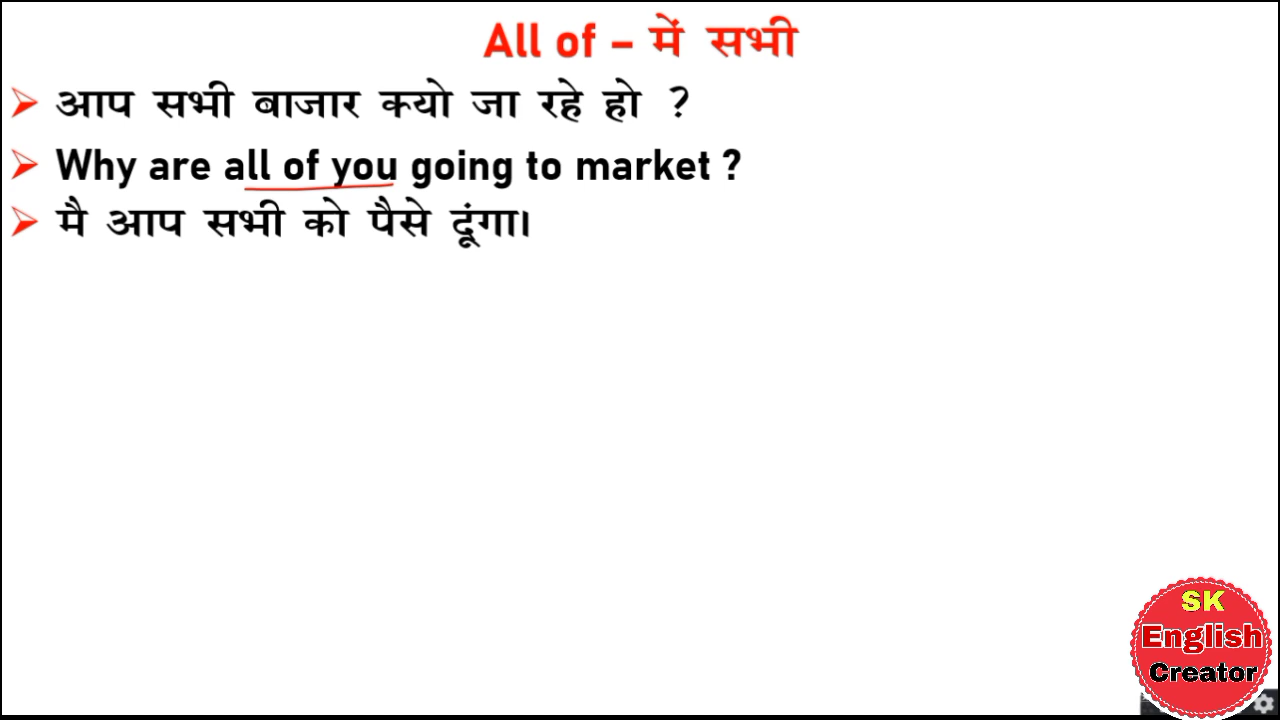 All of – में सभी
आप सभी बाजार क्यो जा रहे हो ?
Why are all of you going to market ?
मै आप सभी को पैसे दूंगा।
SK
English
Creator